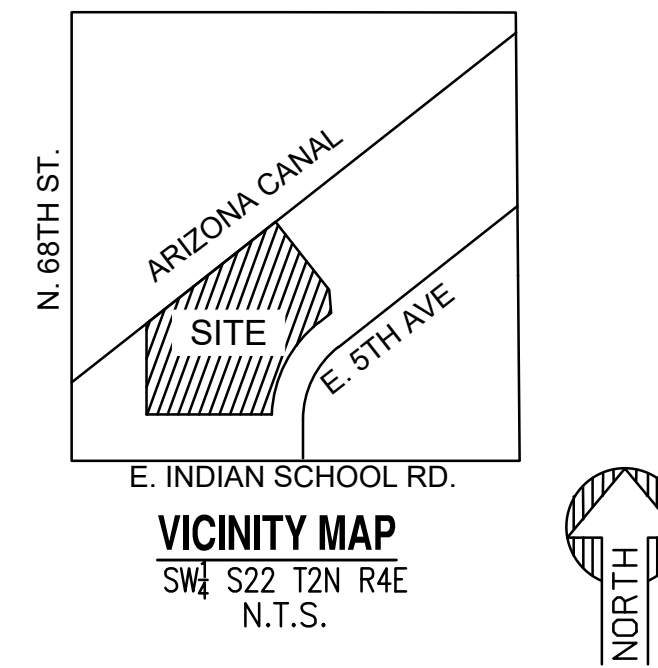 N. 68TH ST.
ARIZONA CANAL
SITE
E. 5TH AVE
E. INDIAN SCHOOL RD.
VICINITY MAP
SW¼ S22 T2N R4E
N.T.S.
NORTH